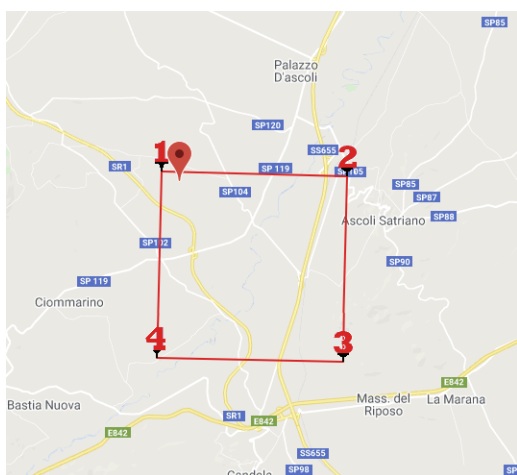 SP85
Palazzo
D'ascoli
SP120
SS655
1
2
SR1
SP 119
SP105
SP104
SP85
SP87
SP88
Ascoli Satriano
SP102
SP90
SP 119
Ciommarino
4
3
E842
Mass. del
Riposo
La Marana
Bastia Nuova
SR1
E842
E842
SS655
Candela
SP98